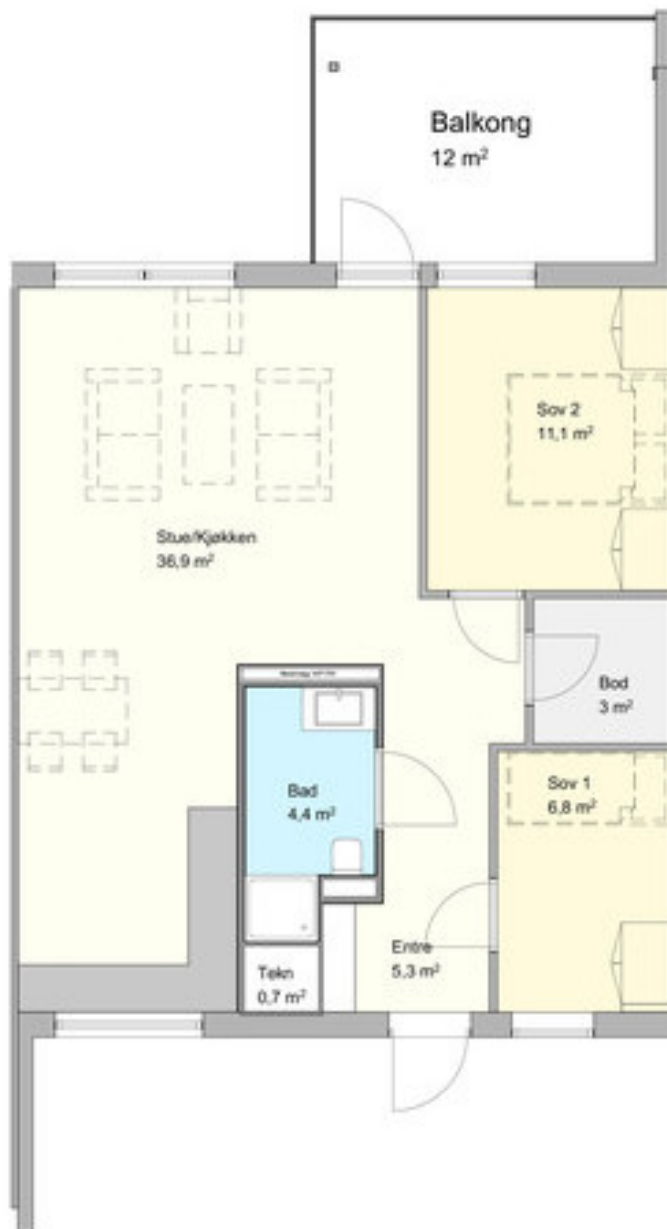 Balkong
12 m²
Sov 2
11,1 m²
Stue/Kjøkken
36,9 m²
Bod
3 m²
Bad
4,4 m²
Sov 1
6,8 m²
Entre
5,3 m²
Tekn
0,7 m²